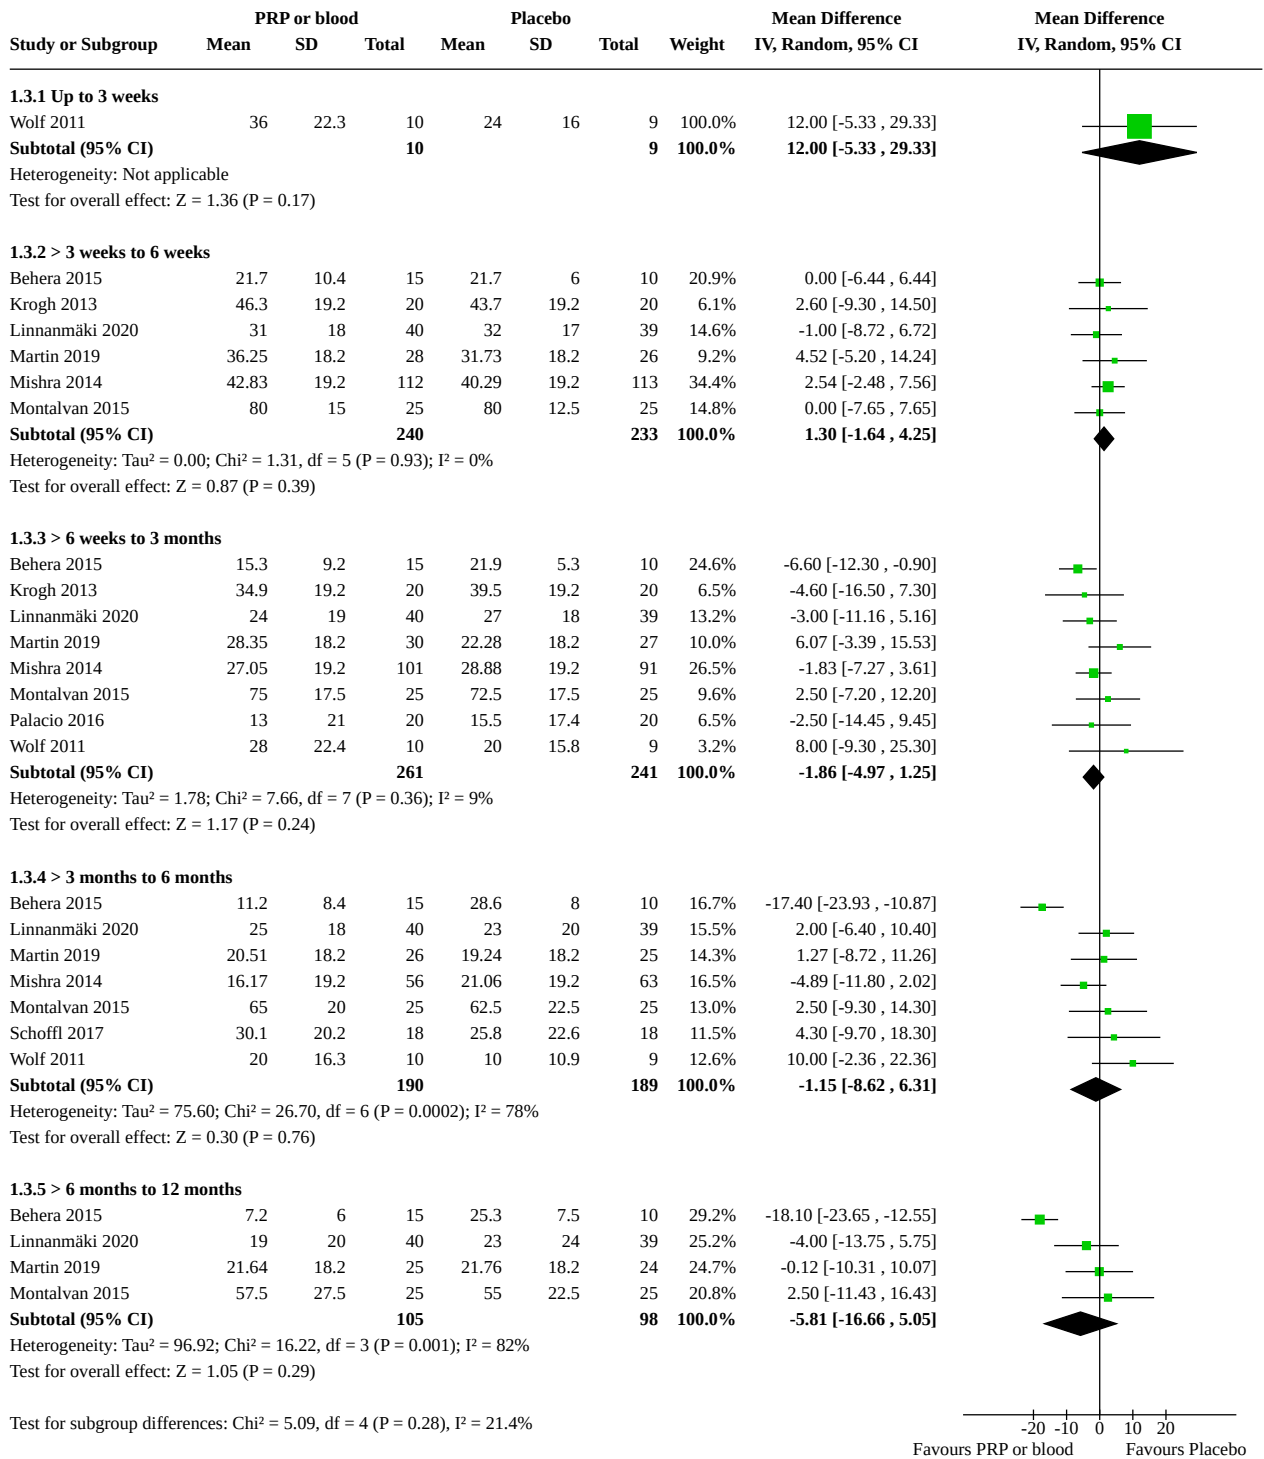 PRP or blood Placebo Mean Difference Mean Difference
Study or Subgroup Mean SD Total Mean SD Total Weight IV, Random, 95% CI IV, Random, 95% CI
1.3.1 Up to 3 weeks
Wolf 2011 36 22.3 10 24 16 9 100.0% 12.00 [-5.33 , 29.33]
Subtotal (95% CI) 10 9 100.0% 12.00 [-5.33 , 29.33]
Heterogeneity: Not applicable
Test for overall effect: Z = 1.36 (P = 0.17)
1.3.2 > 3 weeks to 6 weeks
Behera 2015 21.7 10.4 15 21.7 6 10 20.9% 0.00 [-6.44 , 6.44]
Krogh 2013 46.3 19.2 20 43.7 19.2 20 6.1% 2.60 [-9.30 , 14.50]
Linnanmäki 2020 31 18 40 32 17 39 14.6% -1.00 [-8.72 , 6.72]
Martin 2019 36.25 18.2 28 31.73 18.2 26 9.2% 4.52 [-5.20 , 14.24]
Mishra 2014 42.83 19.2 112 40.29 19.2 113 34.4% 2.54 [-2.48 , 7.56]
Montalvan 2015 80 15 25 80 12.5 25 14.8% 0.00 [-7.65 , 7.65]
Subtotal (95% CI) 240 233 100.0% 1.30 [-1.64 , 4.25]
Heterogeneity: Tau² = 0.00; Chi² = 1.31, df = 5 (P = 0.93); I² = 0%
Test for overall effect: Z = 0.87 (P = 0.39)
1.3.3 > 6 weeks to 3 months
Behera 2015 15.3 9.2 15 21.9 5.3 10 24.6% -6.60 [-12.30 , -0.90]
Krogh 2013 34.9 19.2 20 39.5 19.2 20 6.5% -4.60 [-16.50 , 7.30]
Linnanmäki 2020 24 19 40 27 18 39 13.2% -3.00 [-11.16 , 5.16]
Martin 2019 28.35 18.2 30 22.28 18.2 27 10.0% 6.07 [-3.39 , 15.53]
Mishra 2014 27.05 19.2 101 28.88 19.2 91 26.5% -1.83 [-7.27 , 3.61]
Montalvan 2015 75 17.5 25 72.5 17.5 25 9.6% 2.50 [-7.20 , 12.20]
Palacio 2016 13 21 20 15.5 17.4 20 6.5% -2.50 [-14.45 , 9.45]
Wolf 2011 28 22.4 10 20 15.8 9 3.2% 8.00 [-9.30 , 25.30]
Subtotal (95% CI) 261 241 100.0% -1.86 [-4.97 , 1.25]
Heterogeneity: Tau² = 1.78; Chi² = 7.66, df = 7 (P = 0.36); I² = 9%
Test for overall effect: Z = 1.17 (P = 0.24)
1.3.4 > 3 months to 6 months
Behera 2015 11.2 8.4 15 28.6 8 10 16.7% -17.40 [-23.93 , -10.87]
Linnanmäki 2020 25 18 40 23 20 39 15.5% 2.00 [-6.40 , 10.40]
Martin 2019 20.51 18.2 26 19.24 18.2 25 14.3% 1.27 [-8.72 , 11.26]
Mishra 2014 16.17 19.2 56 21.06 19.2 63 16.5% -4.89 [-11.80 , 2.02]
Montalvan 2015 65 20 25 62.5 22.5 25 13.0% 2.50 [-9.30 , 14.30]
Schoffl 2017 30.1 20.2 18 25.8 22.6 18 11.5% 4.30 [-9.70 , 18.30]
Wolf 2011 20 16.3 10 10 10.9 9 12.6% 10.00 [-2.36 , 22.36]
Subtotal (95% CI) 190 189 100.0% -1.15 [-8.62 , 6.31]
Heterogeneity: Tau² = 75.60; Chi² = 26.70, df = 6 (P = 0.0002); I² = 78%
Test for overall effect: Z = 0.30 (P = 0.76)
1.3.5 > 6 months to 12 months
Behera 2015 7.2 6 15 25.3 7.5 10 29.2% -18.10 [-23.65 , -12.55]
Linnanmäki 2020 19 20 40 23 24 39 25.2% -4.00 [-13.75 , 5.75]
Martin 2019 21.64 18.2 25 21.76 18.2 24 24.7% -0.12 [-10.31 , 10.07]
Montalvan 2015 57.5 27.5 25 55 22.5 25 20.8% 2.50 [-11.43 , 16.43]
Subtotal (95% CI) 105 98 100.0% -5.81 [-16.66 , 5.05]
Heterogeneity: Tau² = 96.92; Chi² = 16.22, df = 3 (P = 0.001); I² = 82%
Test for overall effect: Z = 1.05 (P = 0.29)
Test for subgroup differences: Chi² = 5.09, df = 4 (P = 0.28), I² = 21.4%
-20 -10 0 10 20
Favours PRP or blood Favours Placebo